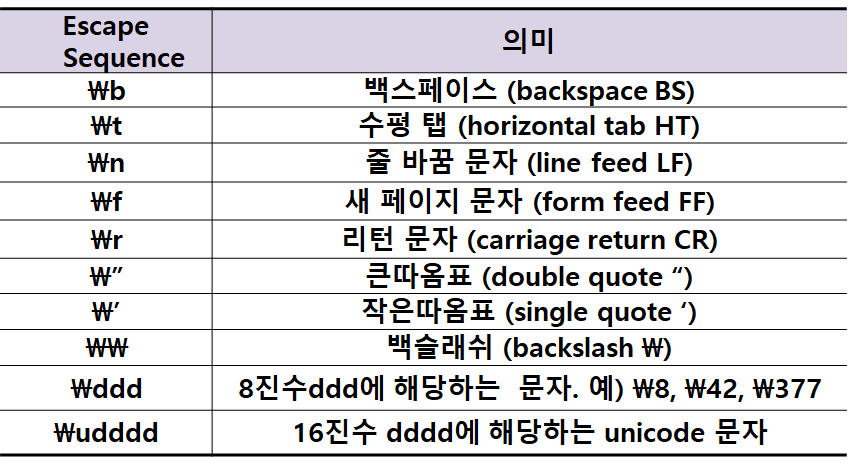 Escape
Sequence
의미
₩b
백스페이스 (backspace BS)
₩t
수평 탭 (horizontal tab HT)
₩n
줄 바꿈 문자 (line feed LF)
₩f
새 페이지 문자 (form feed FF)
₩r
리턴 문자 (carriage return CR)
₩”
큰따옴표 (double quote “)
₩’
작은따옴표 (single quote ‘)
₩₩
백슬래쉬 (backslash ₩)
₩ddd
8진수ddd에 해당하는 문자. 예) ₩8, ₩42, ₩377
₩udddd
16진수 dddd에 해당하는 unicode 문자